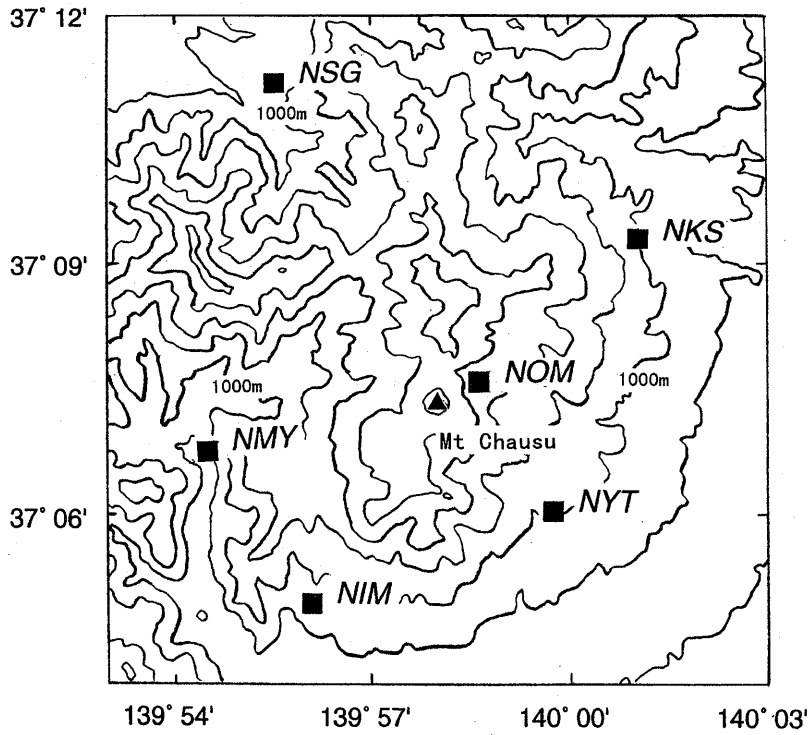 37° 12'
NSG
1000m
NKS
37° 09'
NOM
1000m
1000m
NMY
Mt Chausu
37° 06'
NYT
NIM
139° 54'
139° 57'
140° 00'
140° 03'